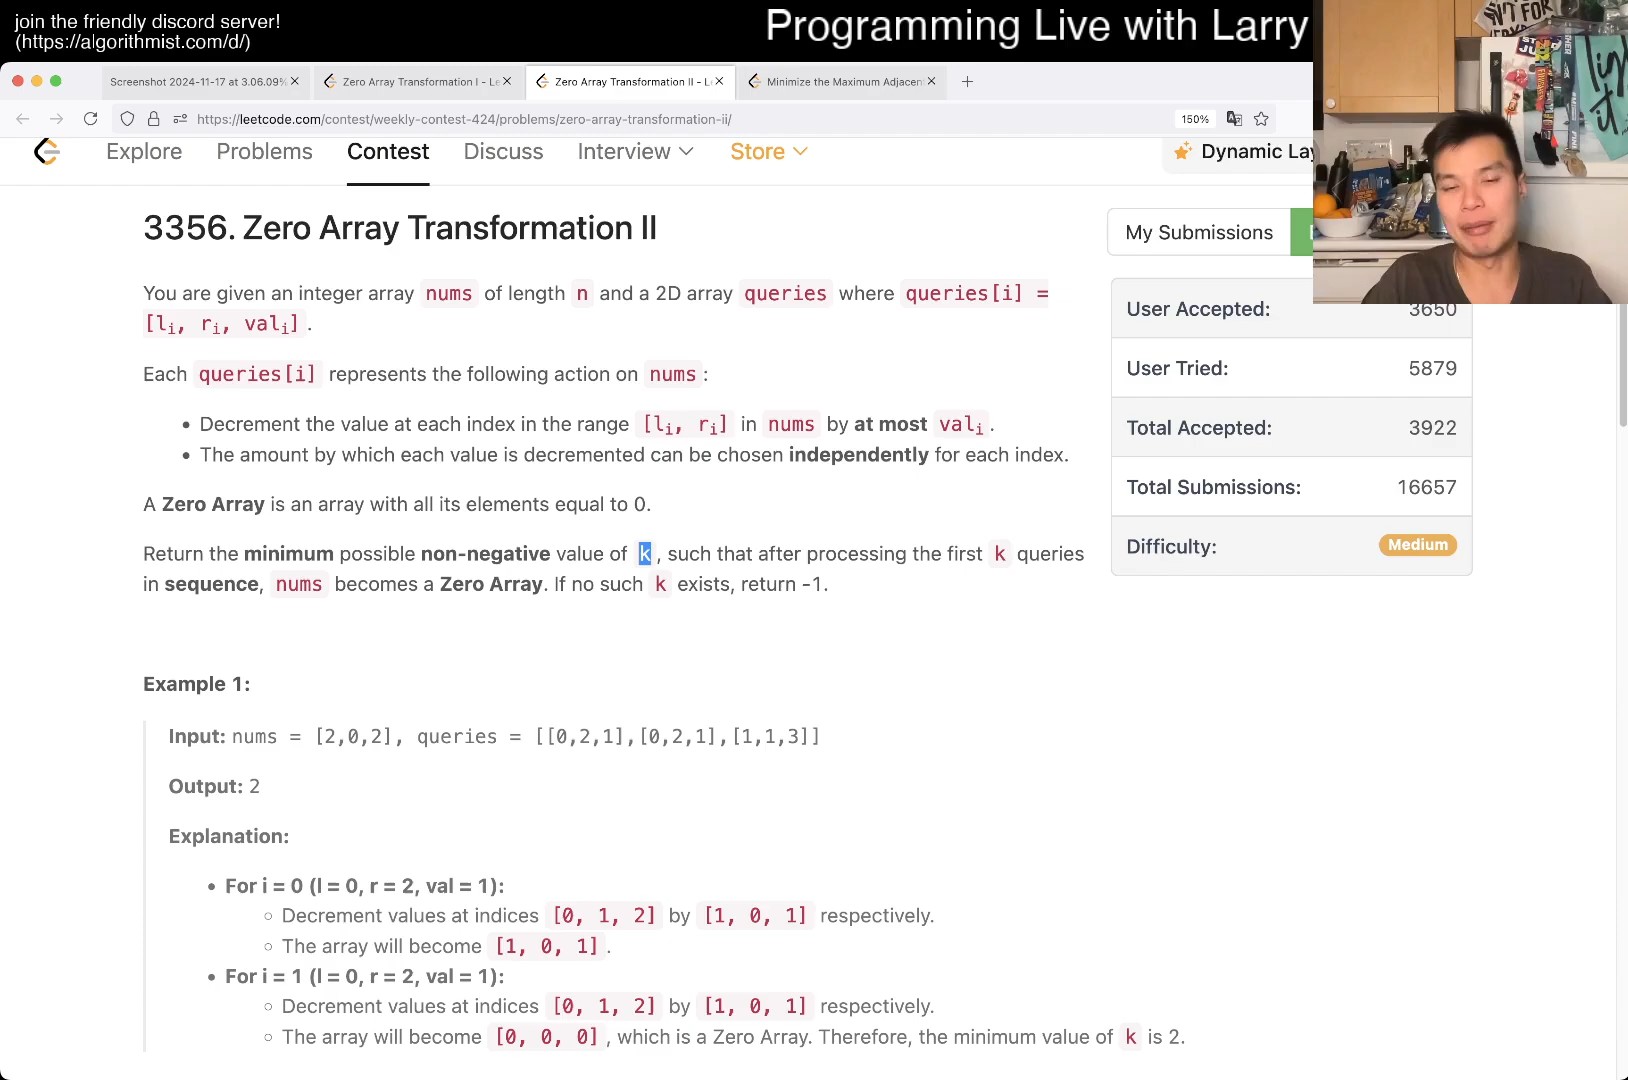 join the friendly discord server!
(https://algorithmist.com/d/)
Programming Live with Larry
Screenshot 2024-11-17 at 3.06.09
Zero Array Transformation I - Le
Zero Array Transformation II - L
Minimize the Maximum Adjacen
https://leetcode.com/contest/weekly-contest-424/problems/zero-array-transformation-ii/
150%
Explore
Problems
Contest
Discuss
Interview
Store
Dynamic Lay
3356. Zero Array Transformation II
My Submissions
You are given an integer array nums of length n and a 2D array queries where queries[i] =
[lᵢ, rᵢ, valᵢ].
Each queries[i] represents the following action on nums:
• Decrement the value at each index in the range [lᵢ, rᵢ] in nums by at most valᵢ.
• The amount by which each value is decremented can be chosen independently for each index.
A Zero Array is an array with all its elements equal to 0.
Return the minimum possible non-negative value of k, such that after processing the first k queries
in sequence, nums becomes a Zero Array. If no such k exists, return -1.
User Accepted: 3650
User Tried: 5879
Total Accepted: 3922
Total Submissions: 16657
Difficulty: Medium
Example 1:
Input: nums = [2,0,2], queries = [[0,2,1],[0,2,1],[1,1,3]]
Output: 2
Explanation:
• For i = 0 (l = 0, r = 2, val = 1):
◦ Decrement values at indices [0, 1, 2] by [1, 0, 1] respectively.
◦ The array will become [1, 0, 1].
• For i = 1 (l = 0, r = 2, val = 1):
◦ Decrement values at indices [0, 1, 2] by [1, 0, 1] respectively.
◦ The array will become [0, 0, 0], which is a Zero Array. Therefore, the minimum value of k is 2.